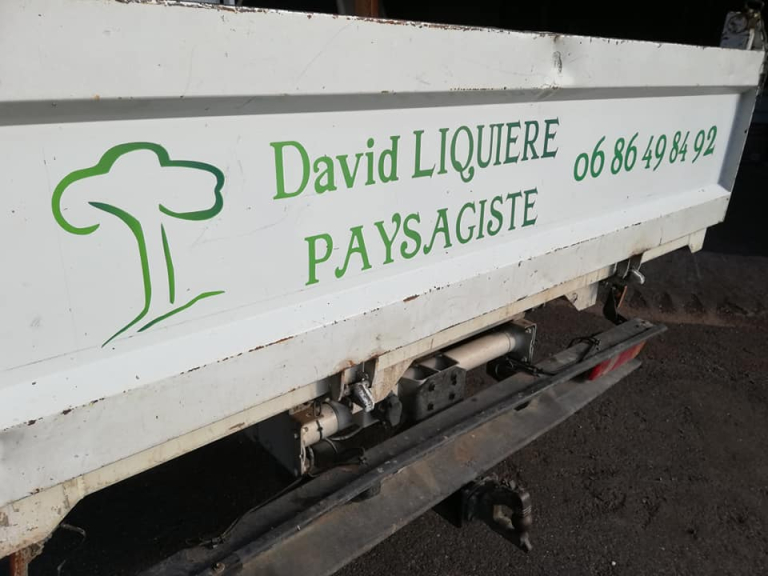 David LIQUIERE
PAYSAGISTE
06 86 49 84 92